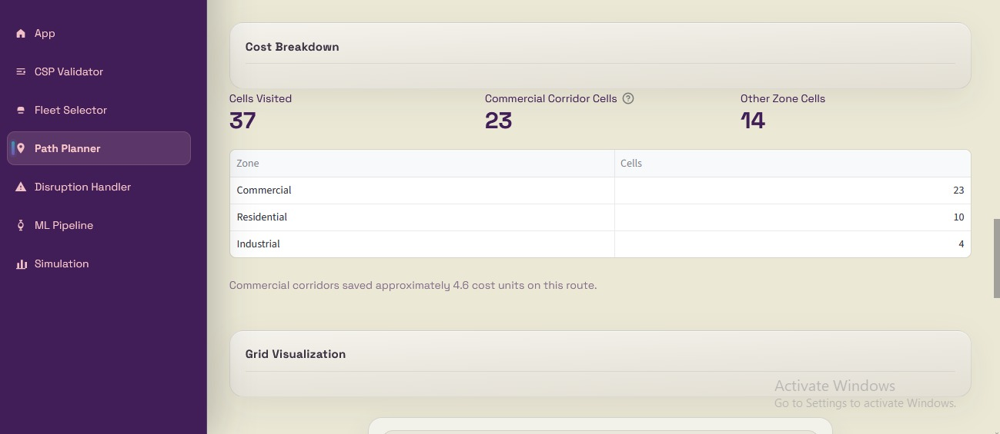 App
CSP Validator
Fleet Selector
Path Planner
Disruption Handler
ML Pipeline
Simulation
Cost Breakdown
Cells Visited
37
Commercial Corridor Cells ?
23
Other Zone Cells
14
Zone Cells
Commercial 23
Residential 10
Industrial 4
Commercial corridors saved approximately 4.6 cost units on this route.
Grid Visualization
Activate Windows
Go to Settings to activate Windows.